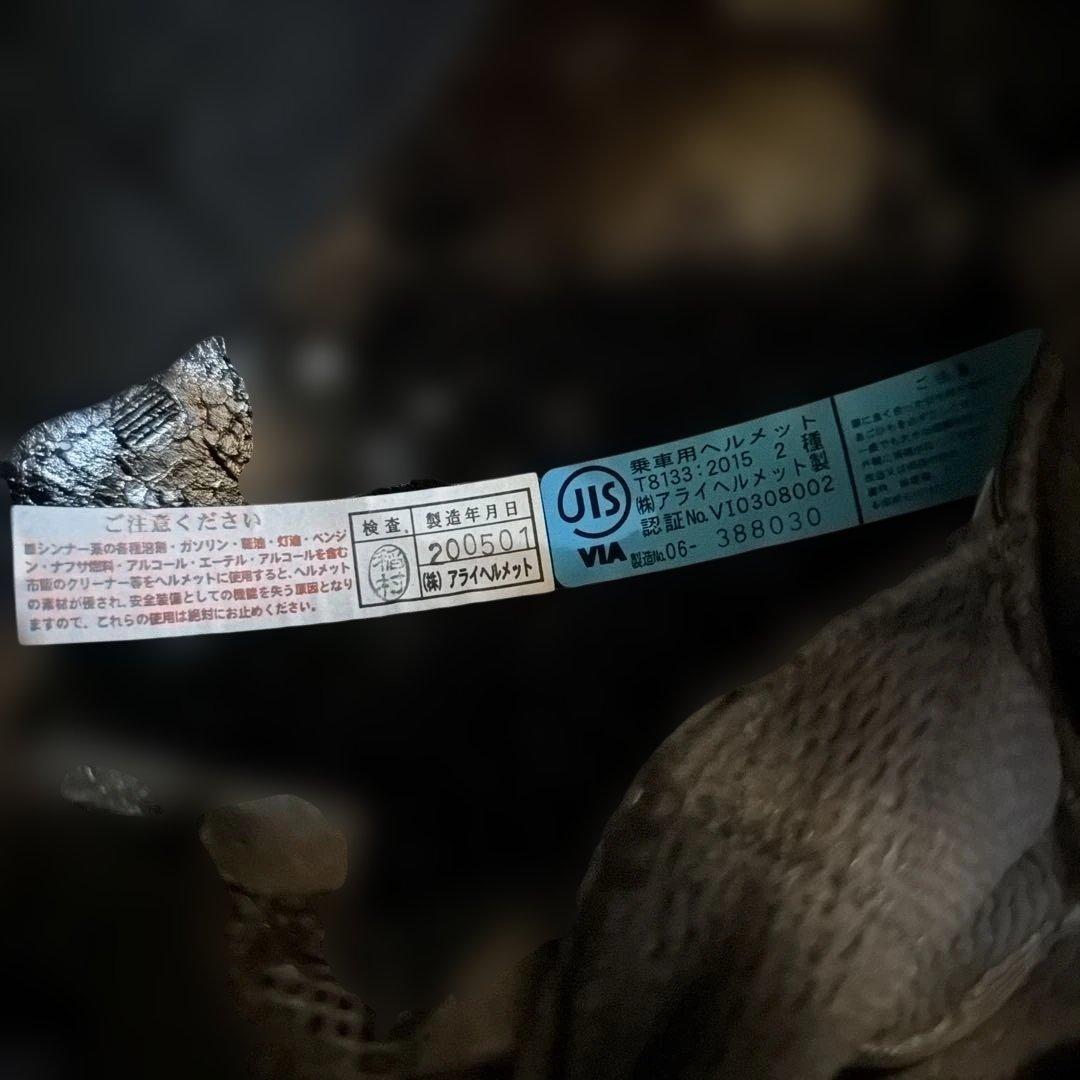 ご注意ください
■シンナー系の各種溶剤・ガソリン・軽油・灯油・ベンジ
ン・ナフサ燃料・アルコール・エーテル・アルコールを含む
市販のクリーナー等をヘルメットに使用すると、ヘルメット
の素材が侵され、安全装備としての機能を失う原因となり
ますので、これらの使用は絶対にお止めください。
検査 製造年月日
稲村 200501
(株) アライヘルメット
JIS
VIA
乗車用ヘルメット
T8133:2015 2種
(株)アライヘルメット製
認証No.VI0308002
製造No.06- 388030
ご注意